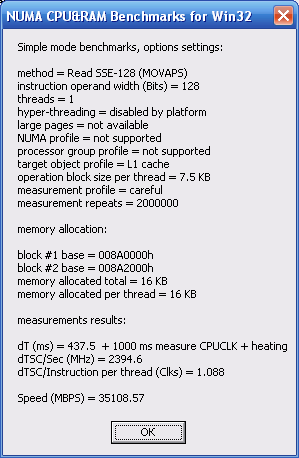 NUMA CPU&RAM Benchmarks for Win32
Simple mode benchmarks, options settings:
method = Read SSE-128 (MOVAPS)
instruction operand width (Bits) = 128
threads = 1
hyper-threading = disabled by platform
large pages = not available
NUMA profile = not supported
processor group profile = not supported
target object profile = L1 cache
operation block size per thread = 7.5 KB
measurement profile = careful
measurement repeats = 2000000
memory allocation:
block #1 base = 008A0000h
block #2 base = 008A2000h
memory allocated total = 16 KB
memory allocated per thread = 16 KB
measurements results:
dT (ms) = 437.5  + 1000 ms measure CPUCLK + heating
dTSC/Sec (MHz) = 2394.6
dTSC/Instruction per thread (Clks) = 1.088
Speed (MBPS) = 35108.57
OK